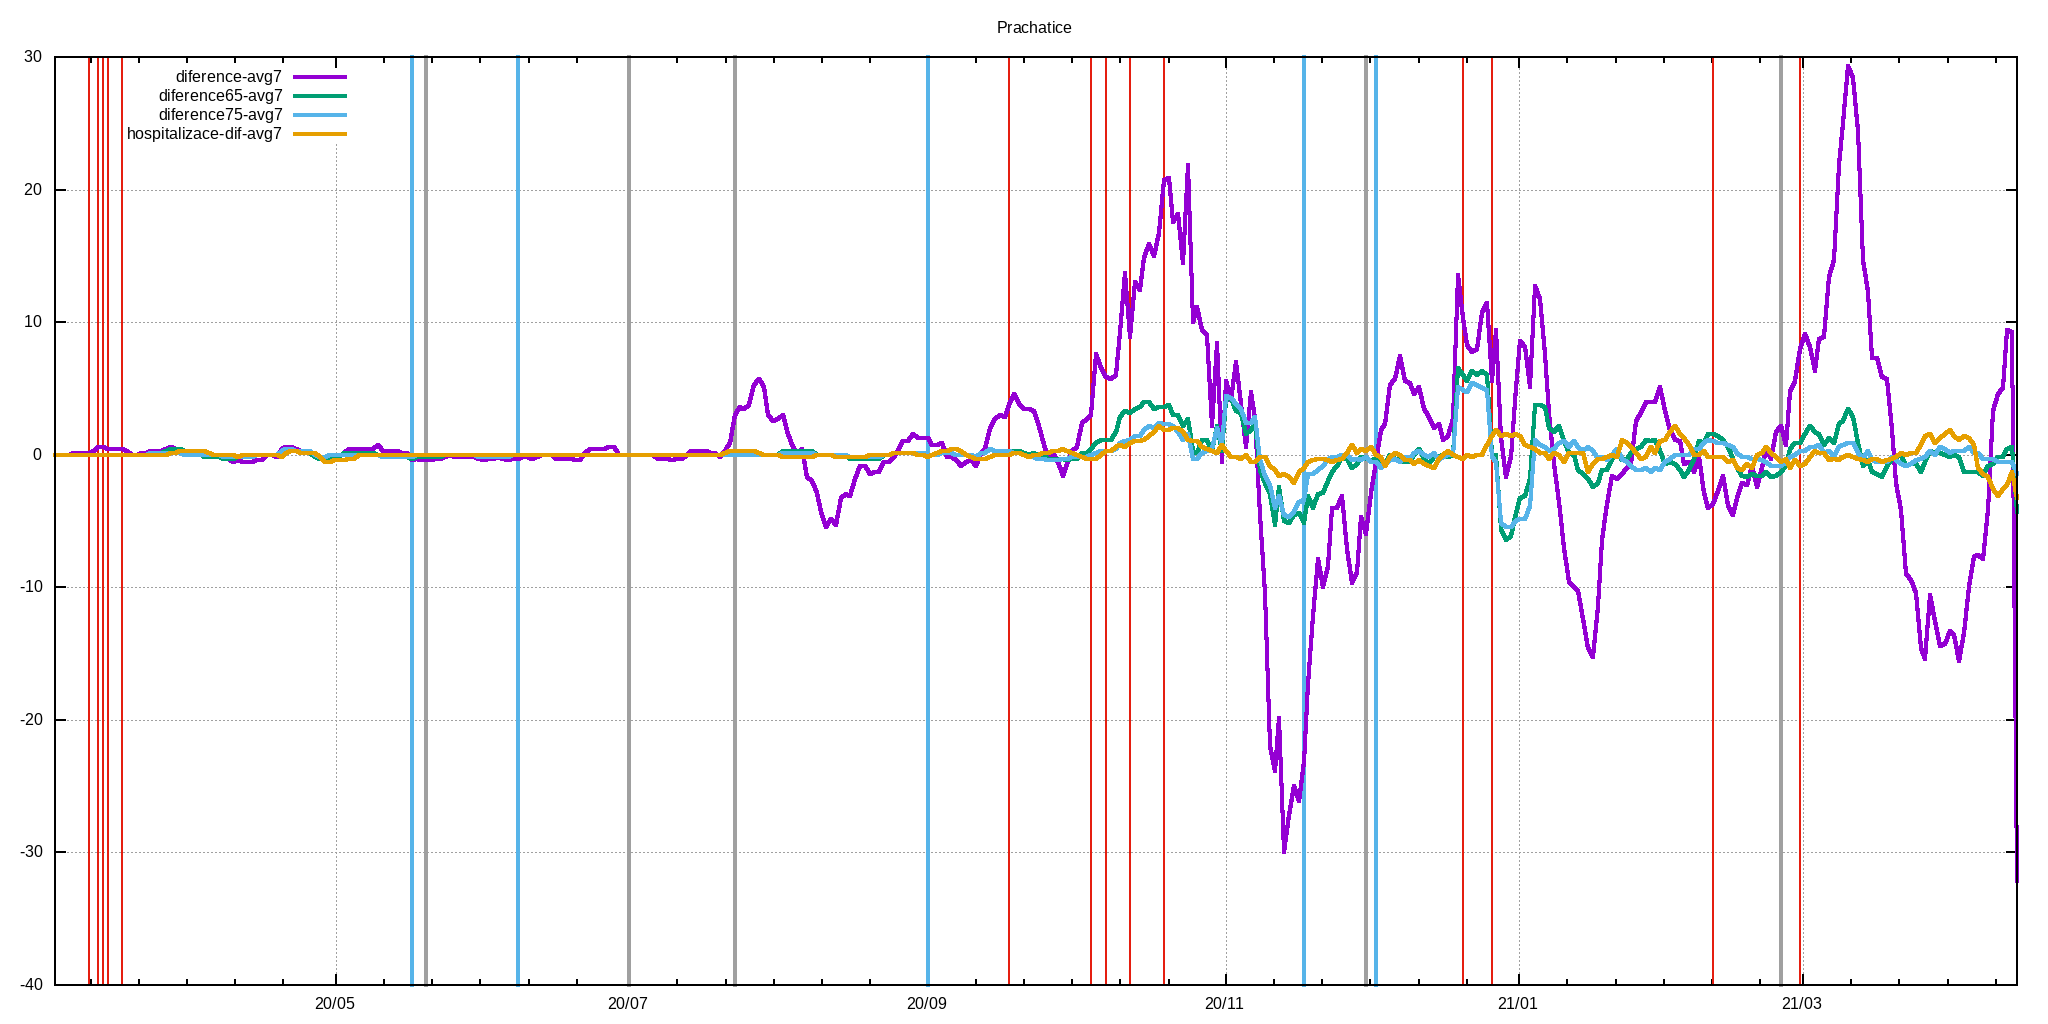 Prachatice
diference-avg7
diference65-avg7
diference75-avg7
hospitalizace-dif-avg7
30
20
10
0
-10
-20
-30
-40
20/05 20/07 20/09 20/11 21/01 21/03